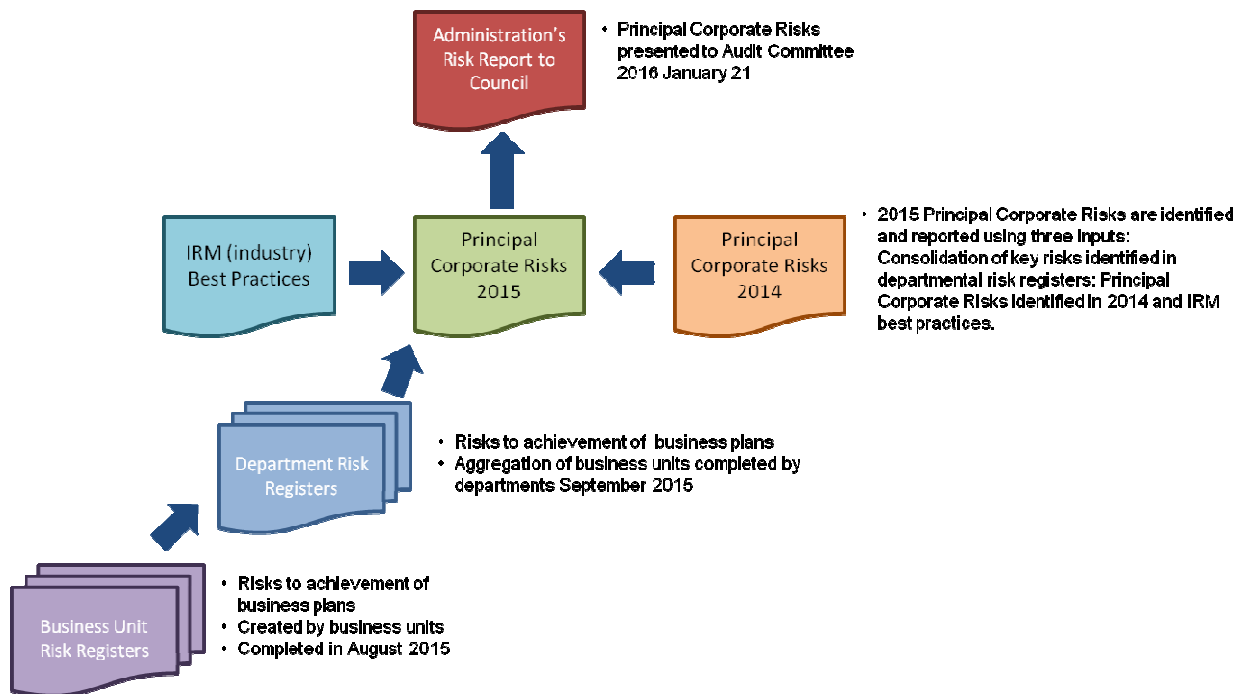 Administration's
Risk Report to
Council
• Principal Corporate Risks
presented to Audit Committee
2016 January 21
IRM (industry)
Best Practices
Principal
Corporate Risks
2015
Principal
Corporate Risks
2014
• 2015 Principal Corporate Risks are identified
and reported using three inputs:
Consolidation of key risks identified in
departmental risk registers: Principal
Corporate Risks identified in 2014 and IRM
best practices.
Department Risk
Registers
• Risks to achievement of business plans
• Aggregation of business units completed by
departments September 2015
Business Unit
Risk Registers
• Risks to achievement of
business plans
• Created by business units
• Completed in August 2015